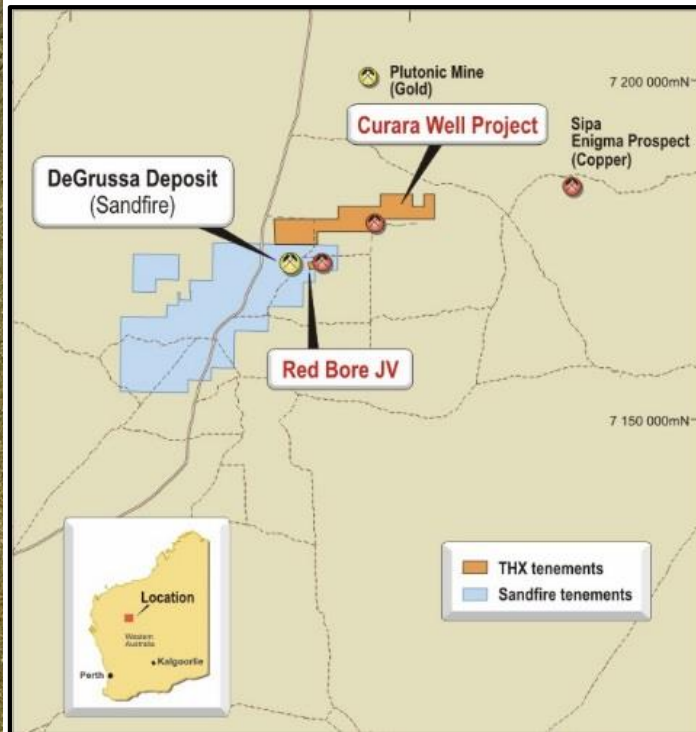 Plutonic Mine
(Gold)
7 200 000mN
Curara Well Project
Sipa
Enigma Prospect
(Copper)
DeGrussa Deposit
(Sandfire)
Red Bore JV
7 150 000mN
Location
Western
Australia
Kalgoorlie
Perth
THX tenements
Sandfire tenements